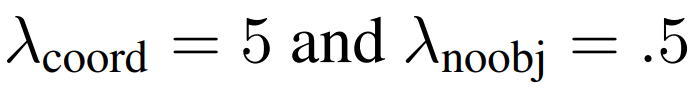 λcoord = 5 and λnoobj = .5